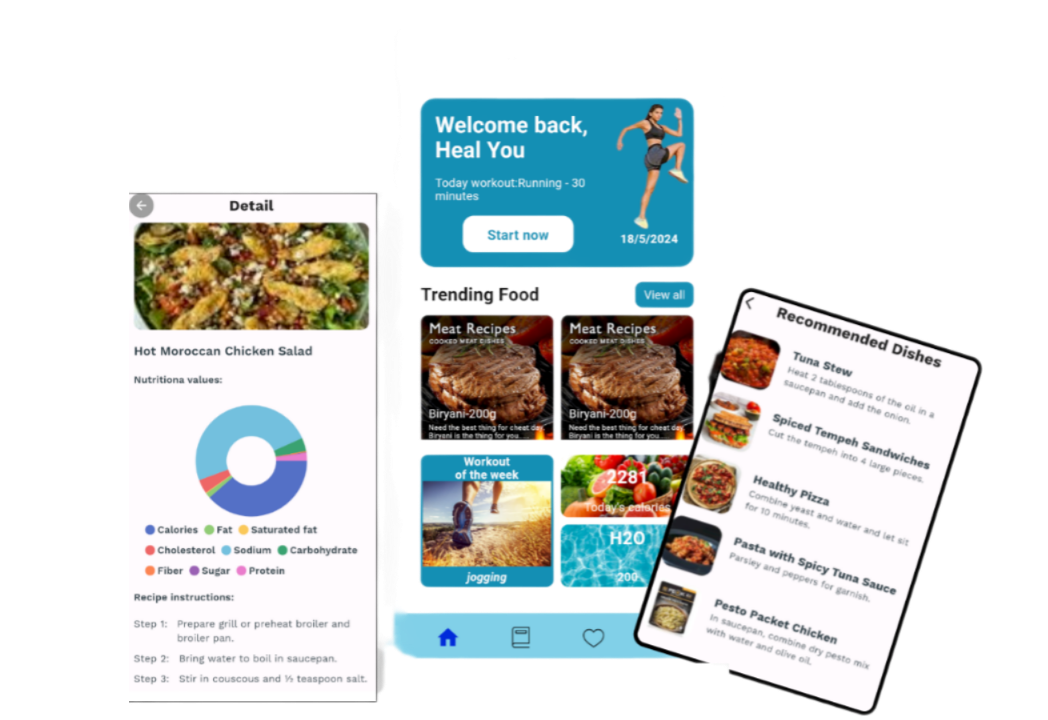 Detail
Hot Moroccan Chicken Salad
Nutritiona values:
Calories Fat Saturated fat
Cholesterol Sodium Carbohydrate
Fiber Sugar Protein
Recipe instructions:
Step 1: Prepare grill or preheat broiler and
broiler pan.
Step 2: Bring water to boil in saucepan.
Step 3: Stir in couscous and ⅓ teaspoon salt.
Welcome back,
Heal You
Today workout:Running - 30
minutes
Start now
18/5/2024
Trending Food
View all
Meat Recipes
COOKED MEAT DISHES
Biryani-200g
Need the best thing for cheat day
Biryani is the thing for you....
Meat Recipes
COOKED MEAT DISHES
Biryani-200g
Need the best thing for cheat day
Biryani is the thing for you....
Workout
of the week
jogging
2281
Today's calories
H2O
200
Recommended Dishes
Tuna Stew
Heat 2 tablespoons of the oil in a
saucepan and add the onion.
Spiced Tempeh Sandwiches
Cut the tempeh into 4 large pieces.
Healthy Pizza
Combine yeast and water and let sit
for 10 minutes.
Pasta with Spicy Tuna Sauce
Parsley and peppers for garnish.
Pesto Packet Chicken
In saucepan, combine dry pesto mix
with water and olive oil.